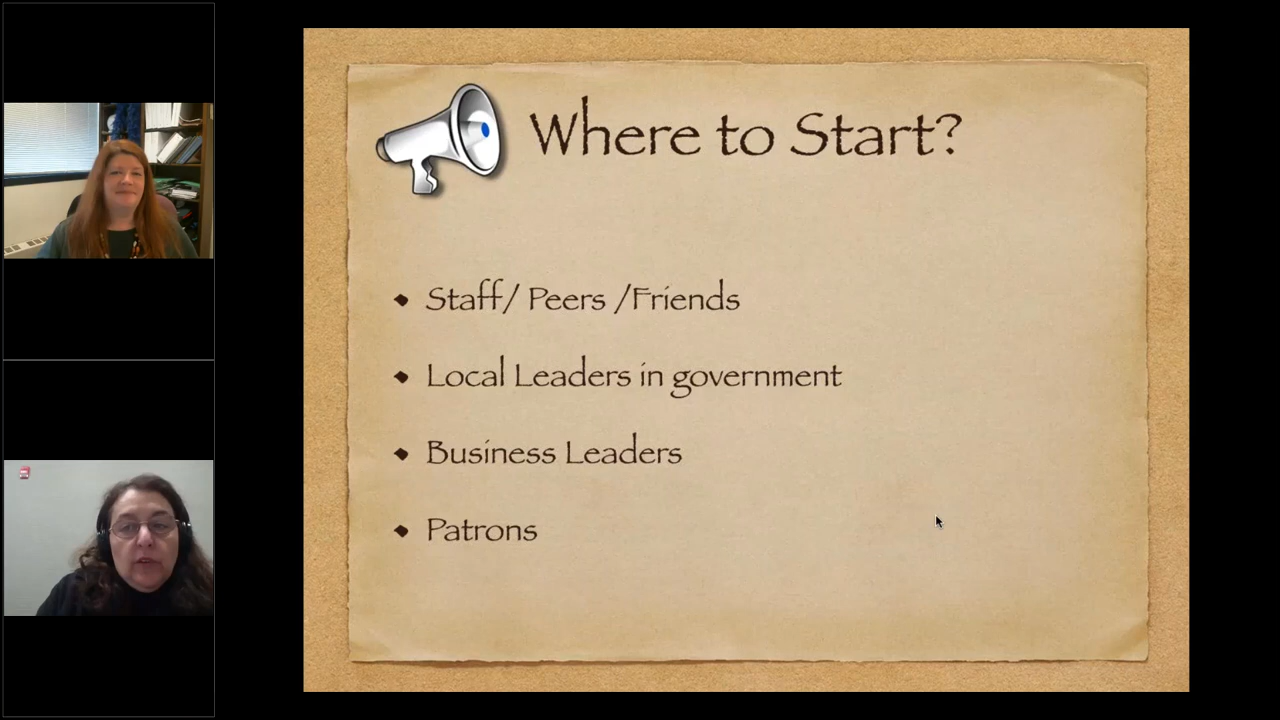 Where to Start?
• Staff/ Peers /Friends
• Local Leaders in government
• Business Leaders
• Patrons